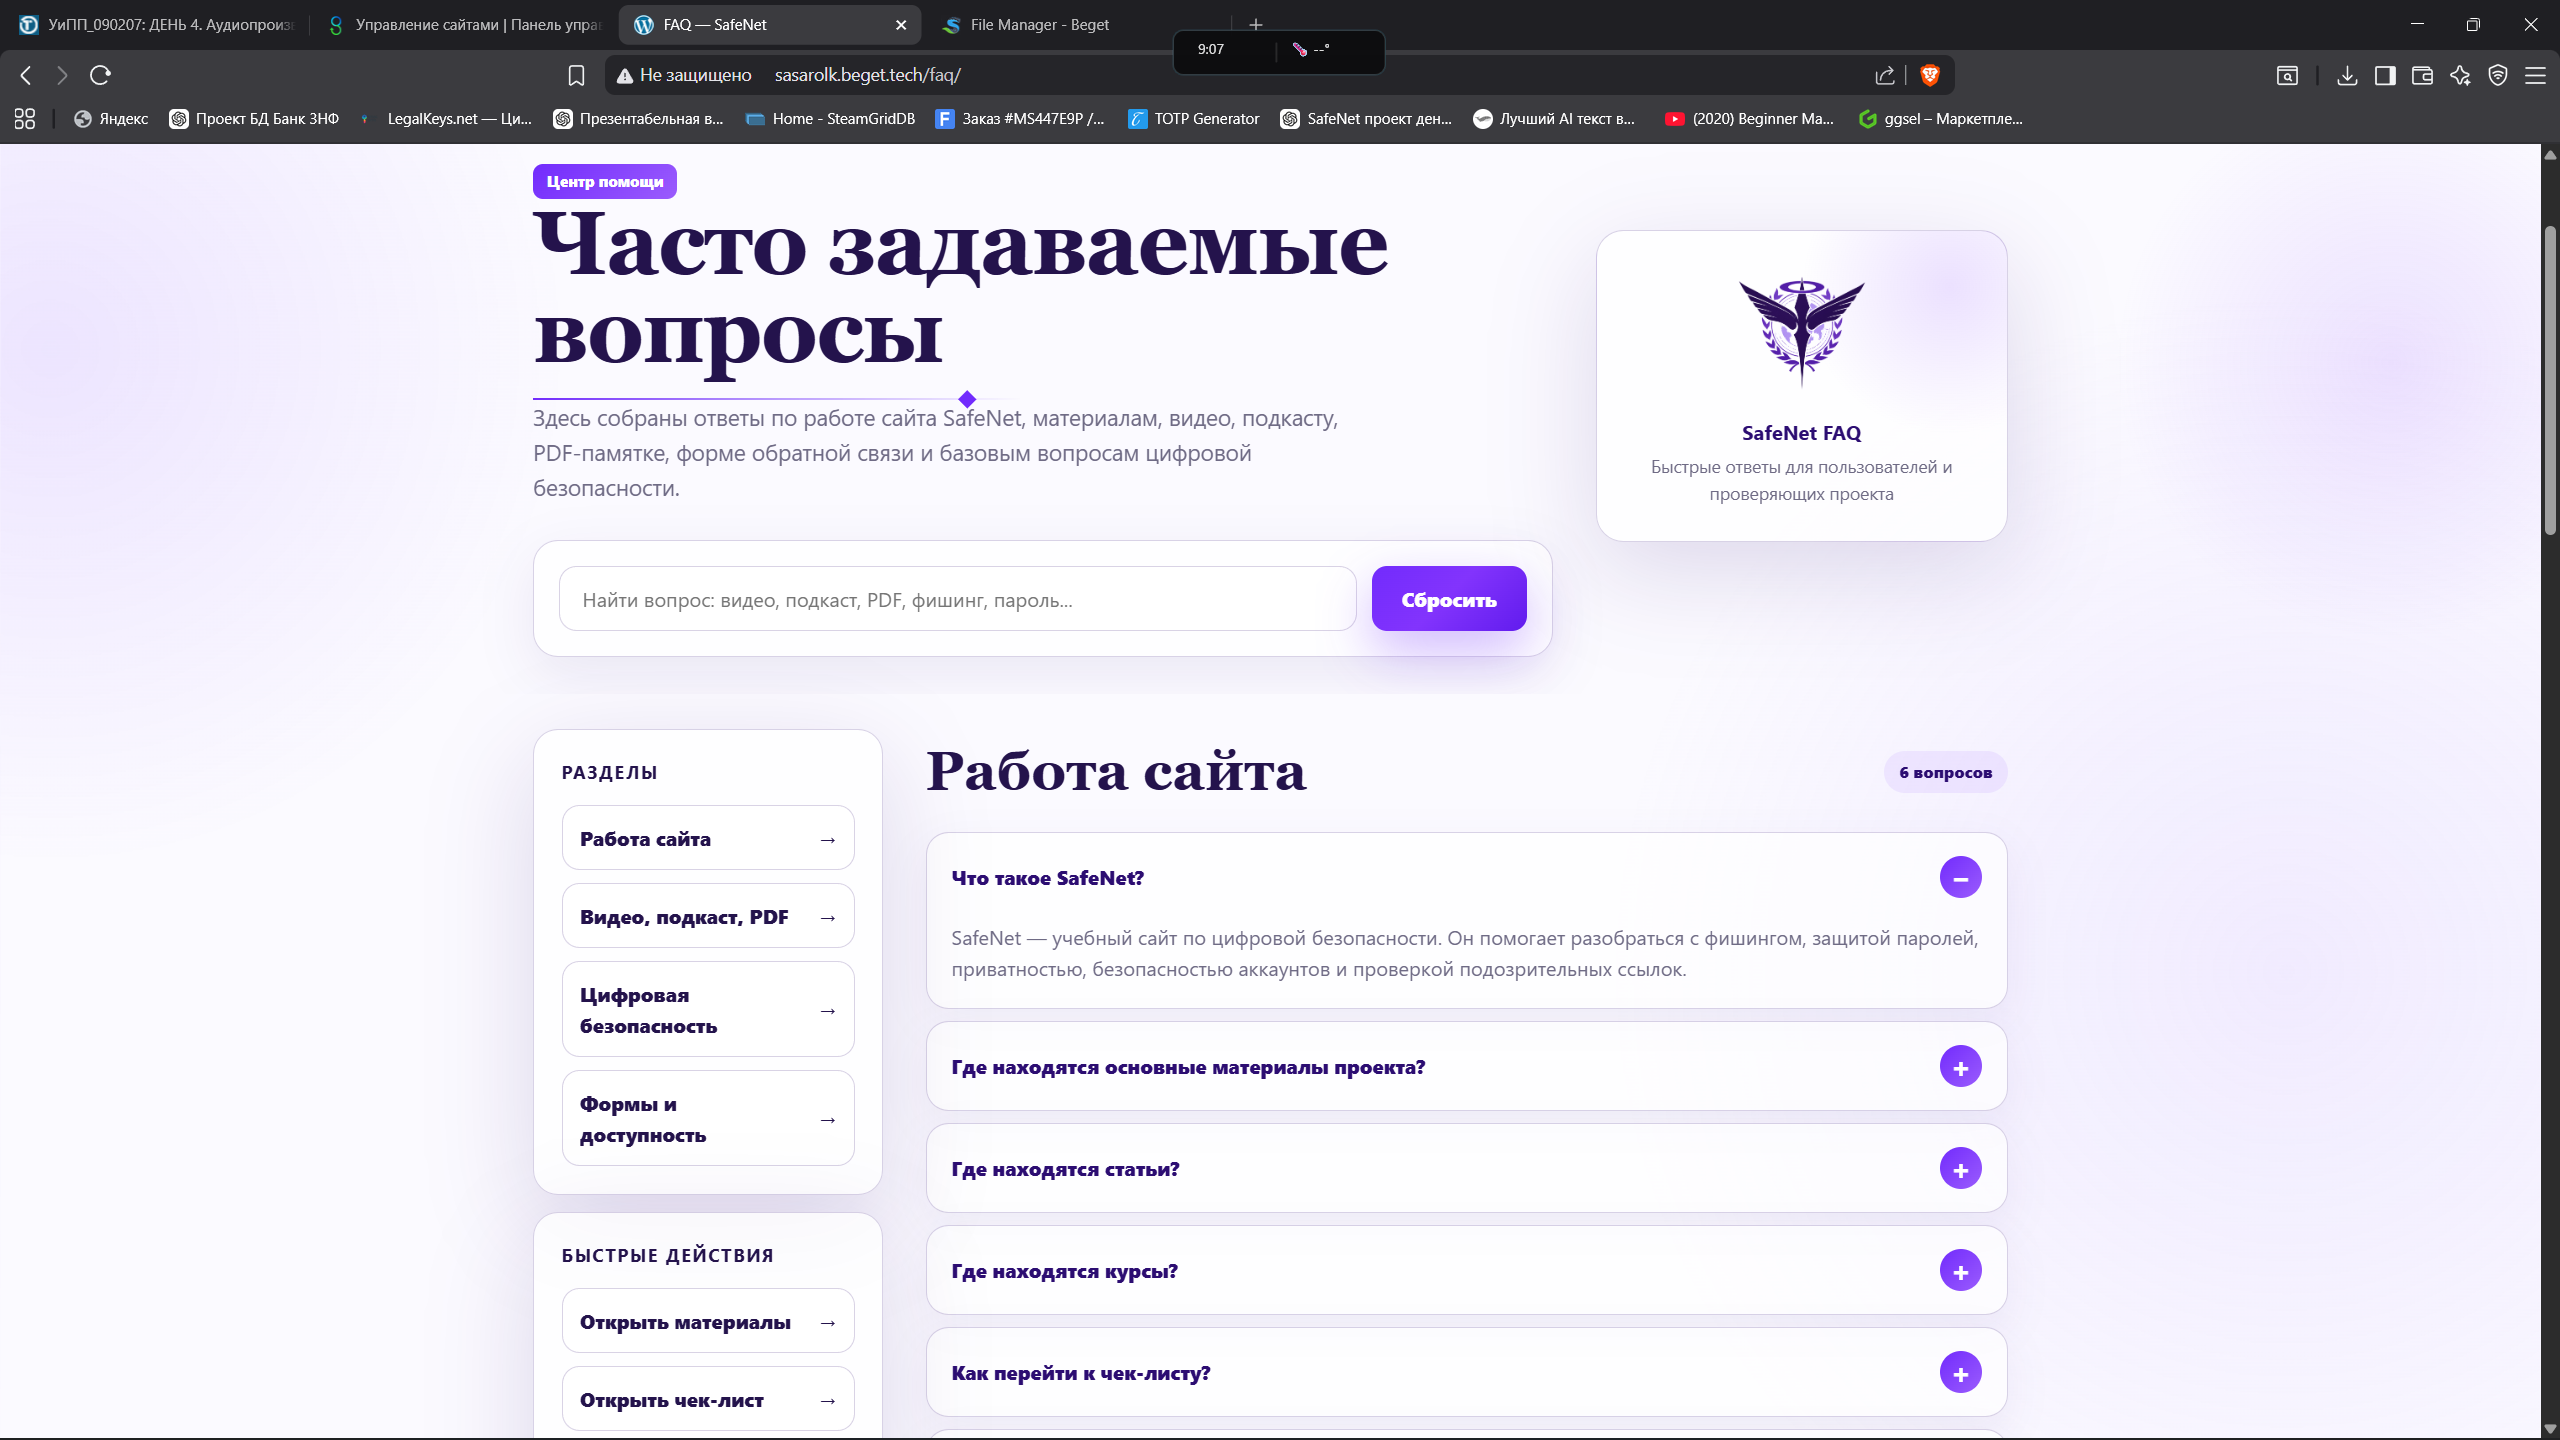 УиПП_090207: ДЕНЬ 4. Аудиопроизв
Управление сайтами | Панель управ
FAQ — SafeNet
File Manager - Beget
9:07
--°
Не защищено
sasarolk.beget.tech/faq/
Яндекс
Проект БД Банк ЗНФ
LegalKeys.net — Ци...
Презентабельная в...
Home - SteamGridDB
Заказ #MS447E9P /...
TOTP Generator
SafeNet проект ден...
Лучший AI текст в...
(2020) Beginner Ma...
ggsel – Маркетпле...
Центр помощи
Часто задаваемые
вопросы
Здесь собраны ответы по работе сайта SafeNet, материалам, видео, подкасту,
PDF-памятке, форме обратной связи и базовым вопросам цифровой
безопасности.
Найти вопрос: видео, подкаст, PDF, фишинг, пароль...
Сбросить
SafeNet FAQ
Быстрые ответы для пользователей и
проверяющих проекта
РАЗДЕЛЫ
Работа сайта →
Видео, подкаст, PDF →
Цифровая
безопасность →
Формы и
доступность →
БЫСТРЫЕ ДЕЙСТВИЯ
Открыть материалы →
Открыть чек-лист →
Работа сайта
6 вопросов
Что такое SafeNet?
SafeNet — учебный сайт по цифровой безопасности. Он помогает разобраться с фишингом, защитой паролей,
приватностью, безопасностью аккаунтов и проверкой подозрительных ссылок.
Где находятся основные материалы проекта?
Где находятся статьи?
Где находятся курсы?
Как перейти к чек-листу?